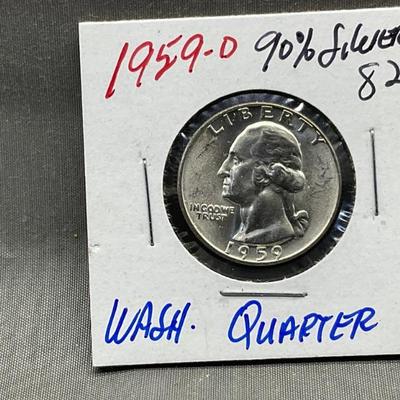 1959-D 90% SILVER
82
LIBERTY
IN GOD WE
TRUST
1959
WASH. QUARTER